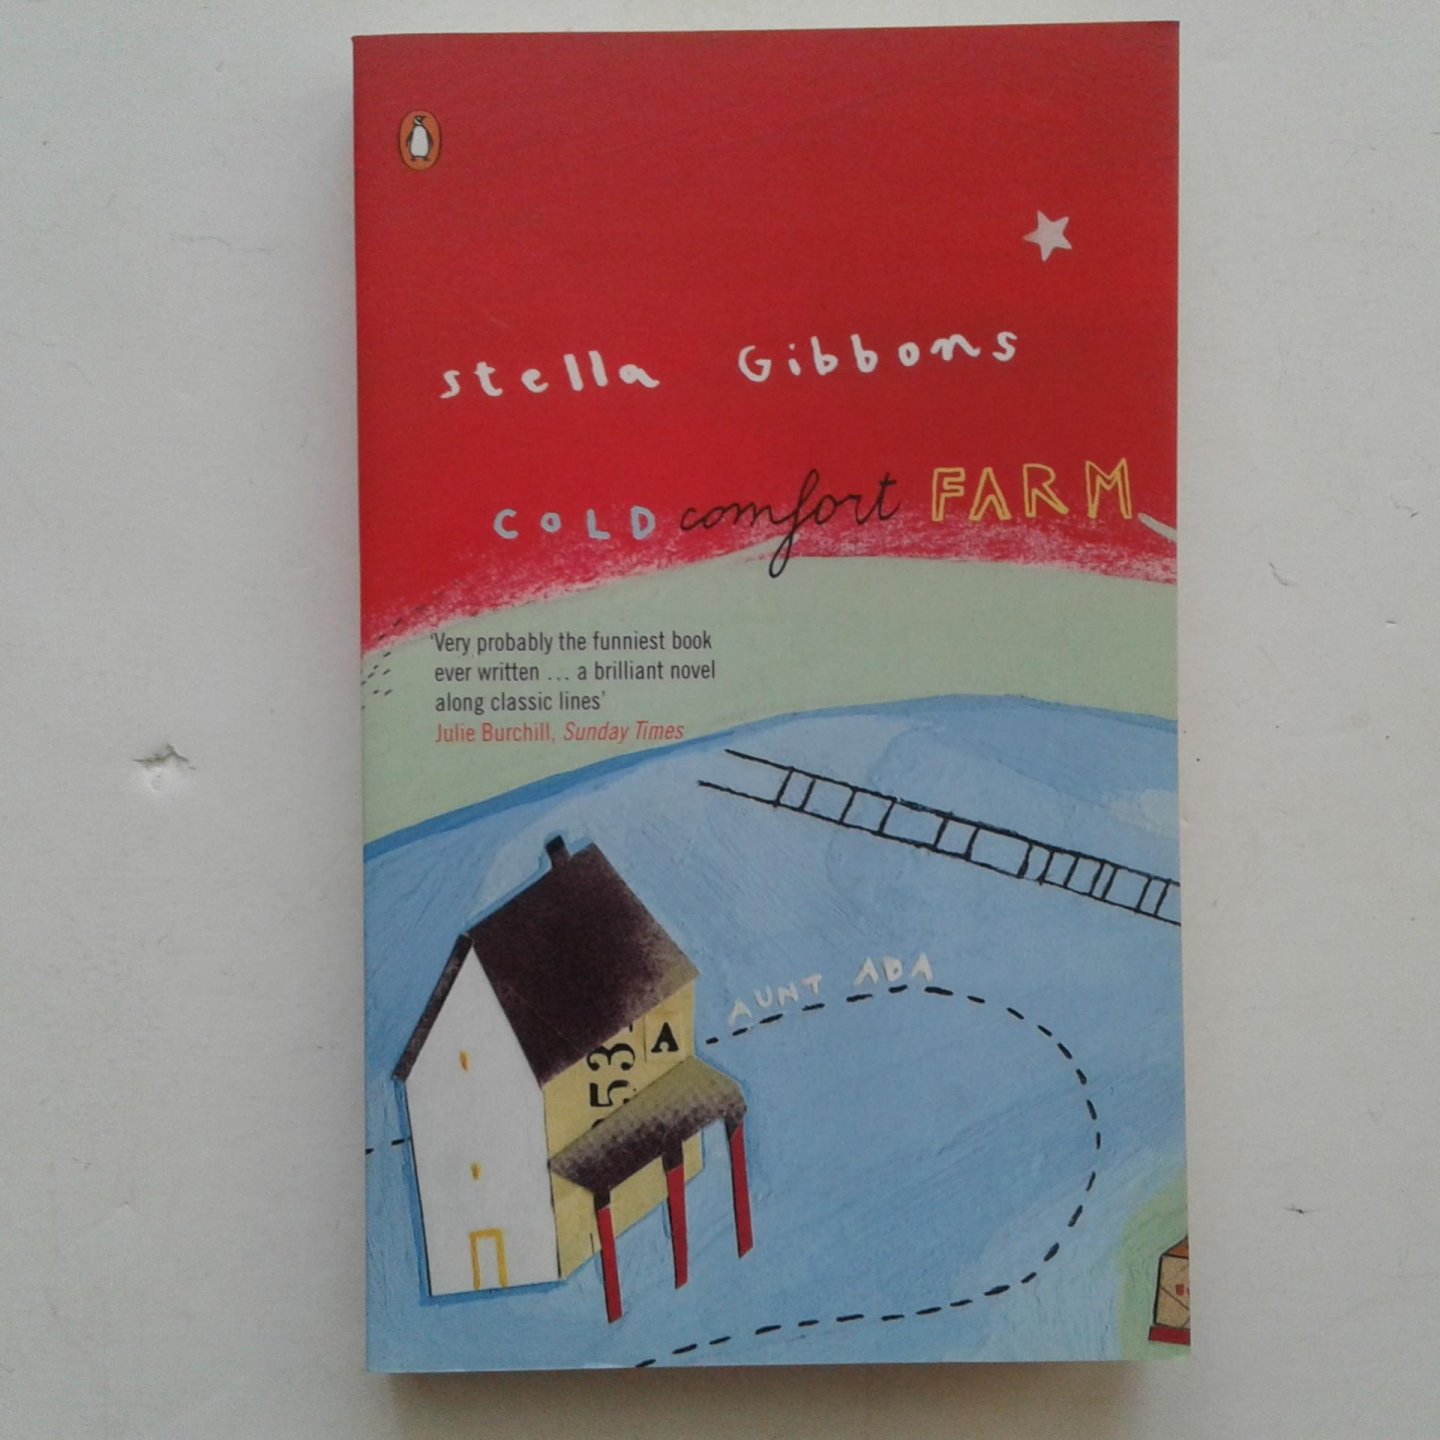 stella Gibbons
COLD comfort FARM
'Very probably the funniest book
ever written ... a brilliant novel
along classic lines'
Julie Burchill, Sunday Times
AUNT ADA
A